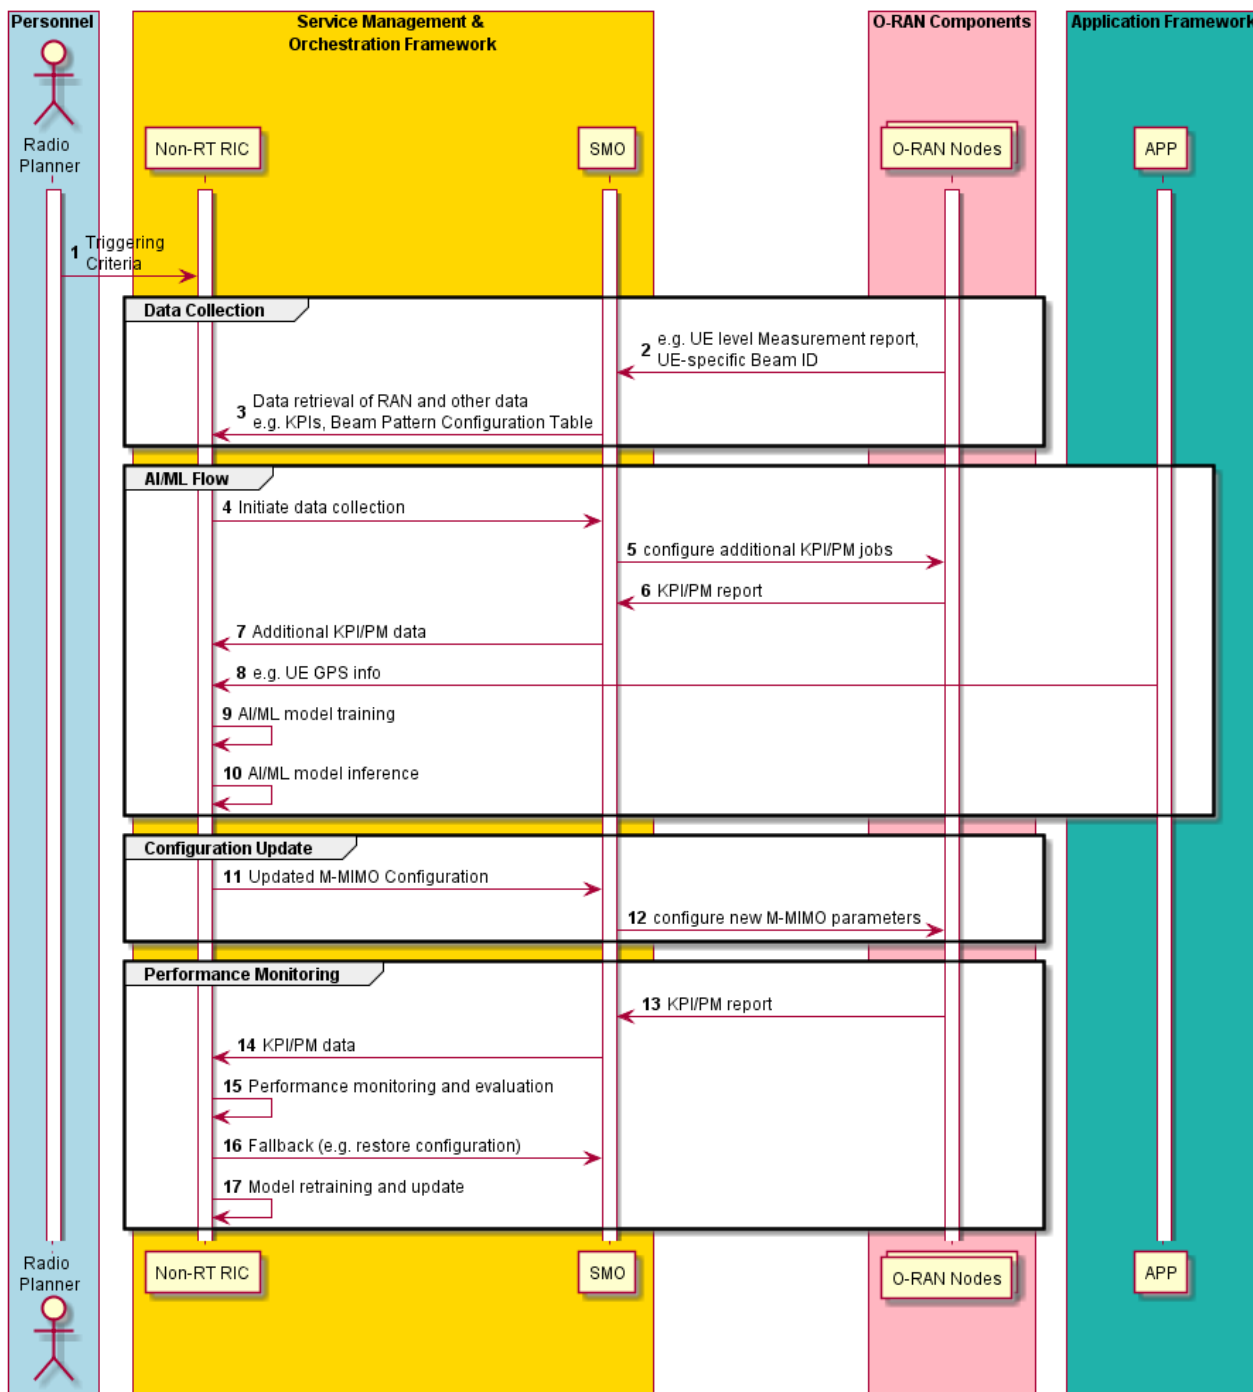 Personnel
Service Management &
Orchestration Framework
O-RAN Components
Application Framework
Radio
Planner
Non-RT RIC
SMO
O-RAN Nodes
APP
1 Triggering
Criteria
Data Collection
2 e.g. UE level Measurement report,
UE-specific Beam ID
3 Data retrieval of RAN and other data
e.g. KPIs, Beam Pattern Configuration Table
AI/ML Flow
4 Initiate data collection
5 configure additional KPI/PM jobs
6 KPI/PM report
7 Additional KPI/PM data
8 e.g. UE GPS info
9 AI/ML model training
10 AI/ML model inference
Configuration Update
11 Updated M-MIMO Configuration
12 configure new M-MIMO parameters
Performance Monitoring
13 KPI/PM report
14 KPI/PM data
15 Performance monitoring and evaluation
16 Fallback (e.g. restore configuration)
17 Model retraining and update
Radio
Planner
Non-RT RIC
SMO
O-RAN Nodes
APP